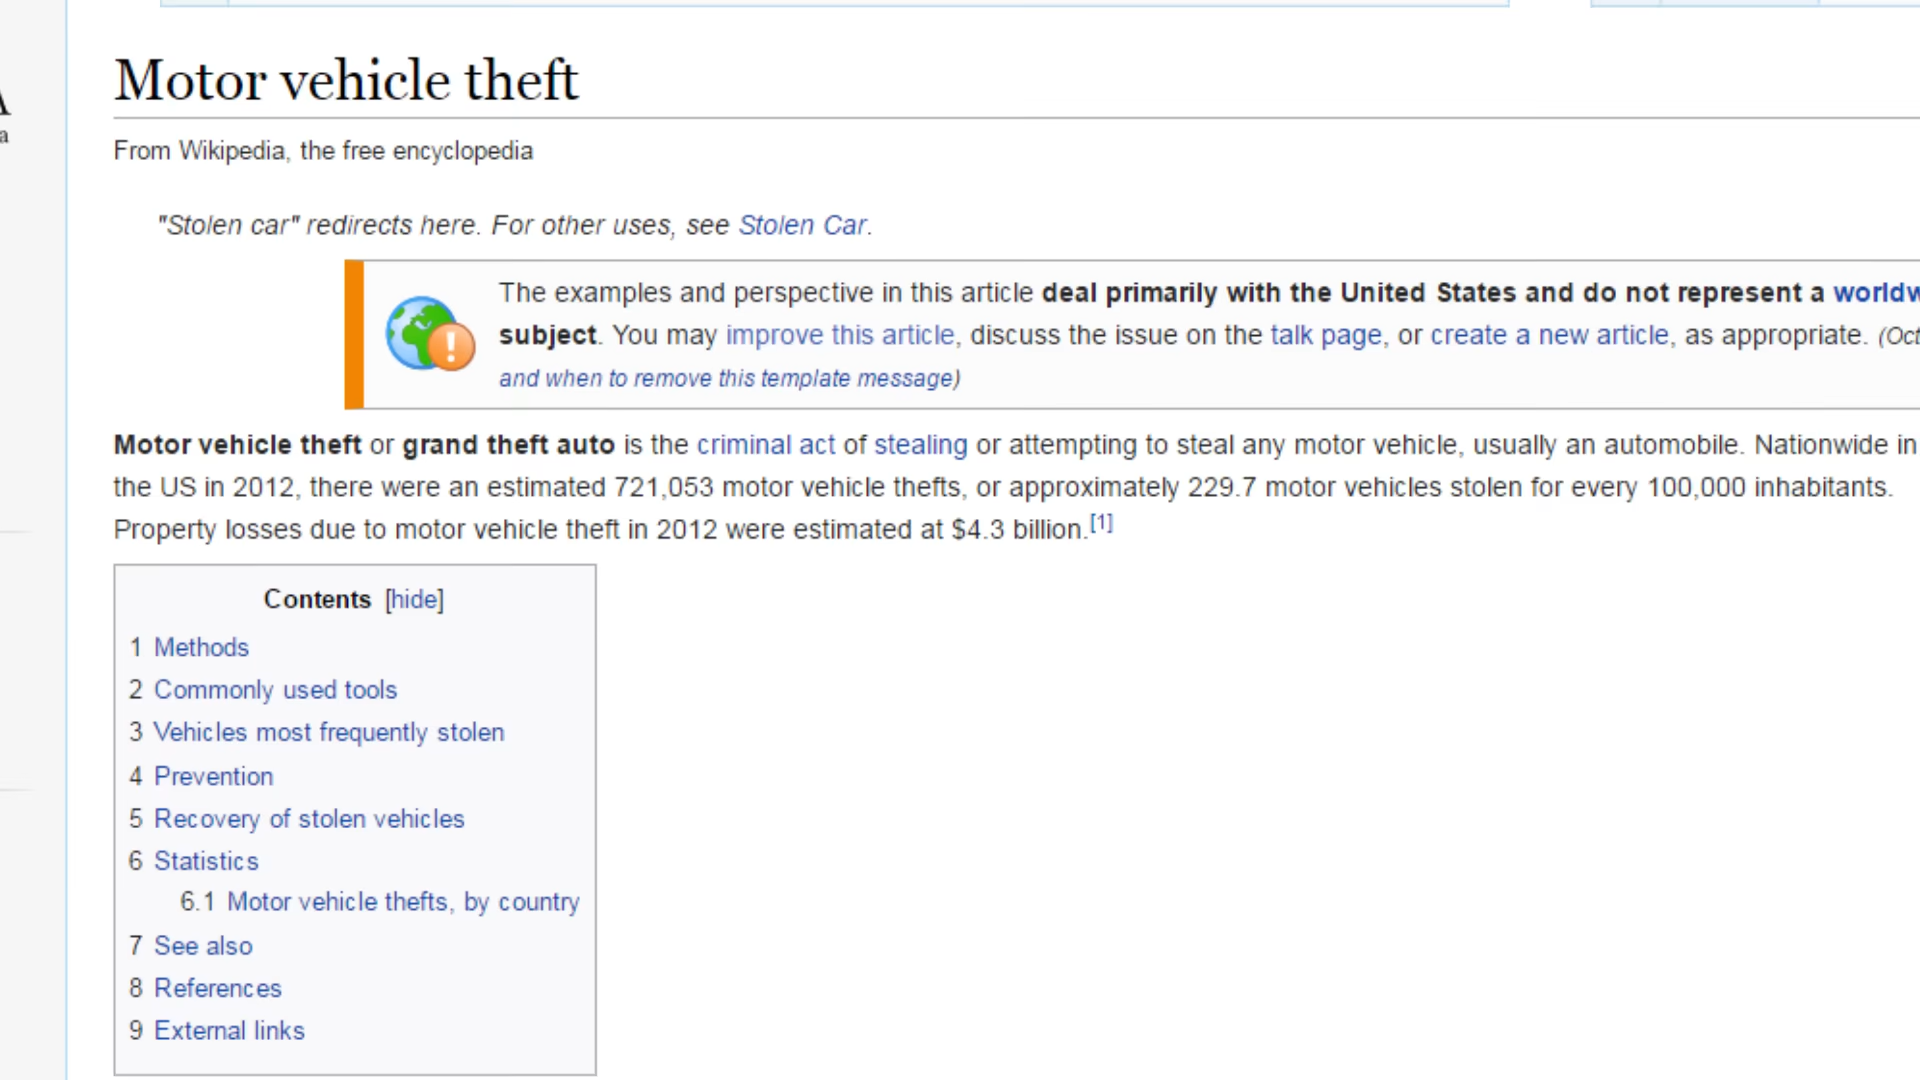 A
a
Motor vehicle theft
From Wikipedia, the free encyclopedia
"Stolen car" redirects here. For other uses, see Stolen Car.
The examples and perspective in this article deal primarily with the United States and do not represent a
subject. You may improve this article, discuss the issue on the talk page, or create a new article, as appropriate. (Oct
and when to remove this template message)
Motor vehicle theft or grand theft auto is the criminal act of stealing or attempting to steal any motor vehicle, usually an automobile. Nationwide in
the US in 2012, there were an estimated 721,053 motor vehicle thefts, or approximately 229.7 motor vehicles stolen for every 100,000 inhabitants.
Property losses due to motor vehicle theft in 2012 were estimated at $4.3 billion.[1]
Contents [hide]
1 Methods
2 Commonly used tools
3 Vehicles most frequently stolen
4 Prevention
5 Recovery of stolen vehicles
6 Statistics
6.1 Motor vehicle thefts, by country
7 See also
8 References
9 External links